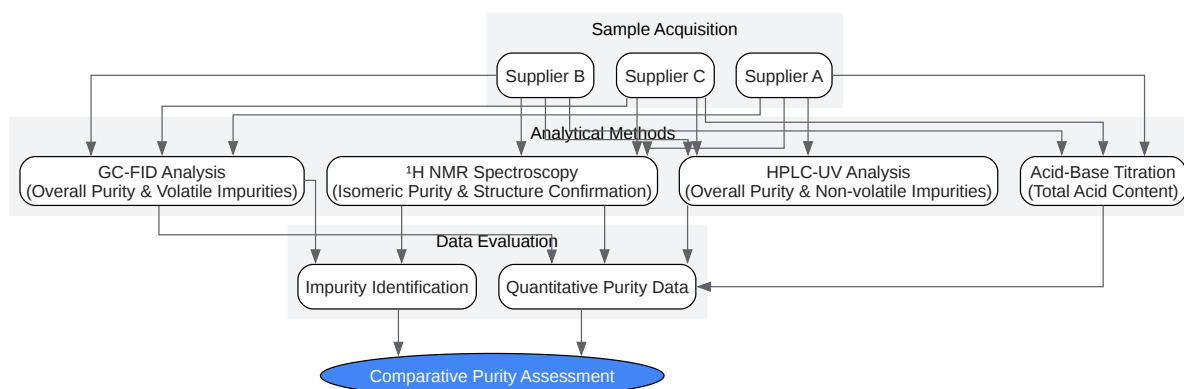 Sample Acquisition
Supplier B
Supplier C
Supplier A
Analytical Methods
GC-FID Analysis
(Overall Purity & Volatile Impurities)
¹H NMR Spectroscopy
(Isomeric Purity & Structure Confirmation)
HPLC-UV Analysis
(Overall Purity & Non-volatile Impurities)
Acid-Base Titration
(Total Acid Content)
Data Evaluation
Impurity Identification
Quantitative Purity Data
Comparative Purity Assessment